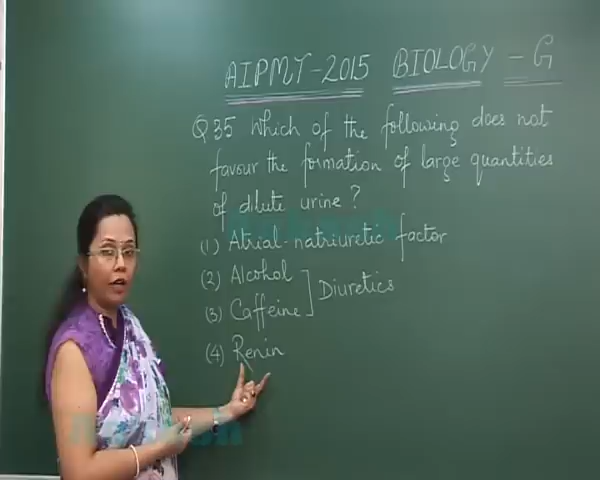 AIPMT-2015 BIOLOGY - G
Q 35 Which of the following does not
favour the formation of large quantities
of dilute urine?
(1) Atrial-natriuretic factor
(2) Alcohol
(3) Caffeine ] Diuretics
(4) Renin